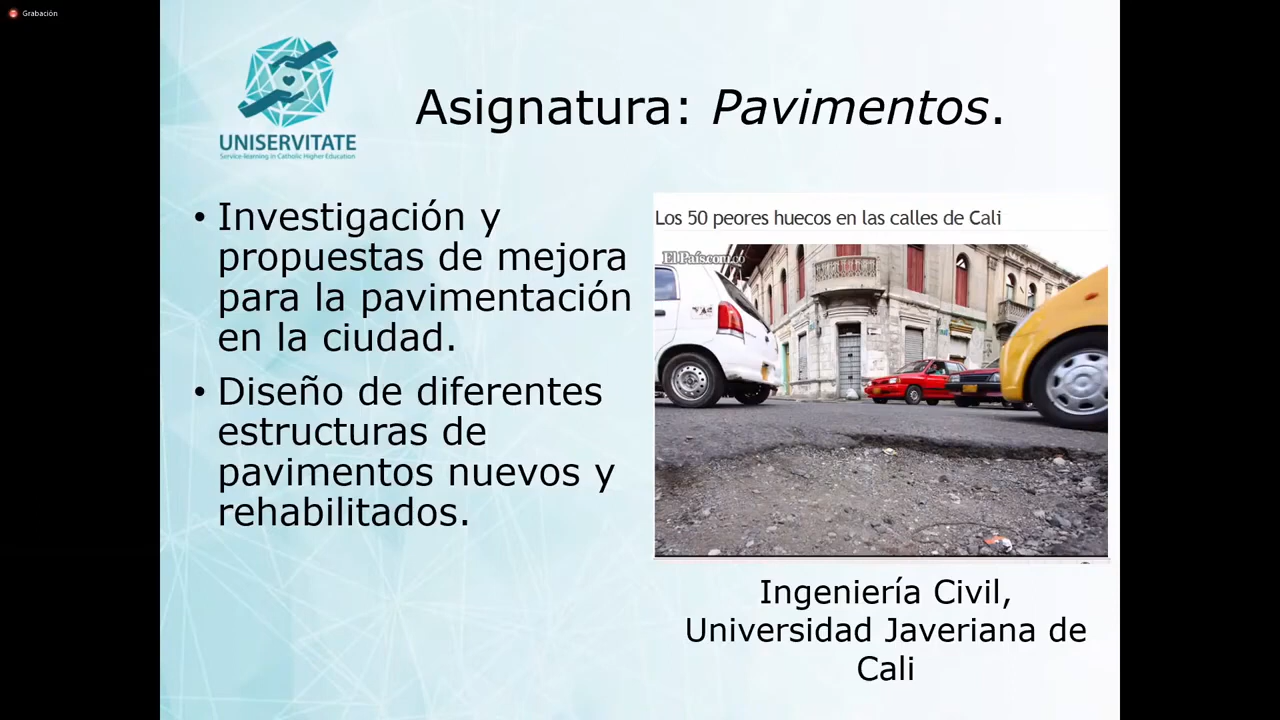 Grabación
UNISERVITATE
Service-learning in Catholic Higher Education
Asignatura: Pavimentos.
• Investigación y
propuestas de mejora
para la pavimentación
en la ciudad.
• Diseño de diferentes
estructuras de
pavimentos nuevos y
rehabilitados.
Los 50 peores huecos en las calles de Cali
El País.com.co
Ingeniería Civil,
Universidad Javeriana de
Cali